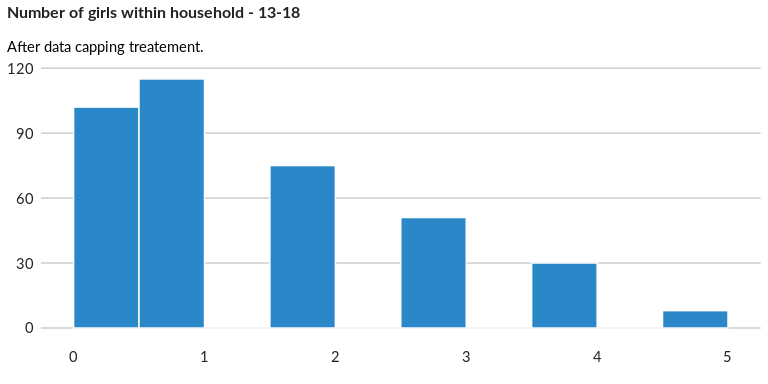 Number of girls within household - 13-18
After data capping treatement.
120
90
60
30
0
0 1 2 3 4 5